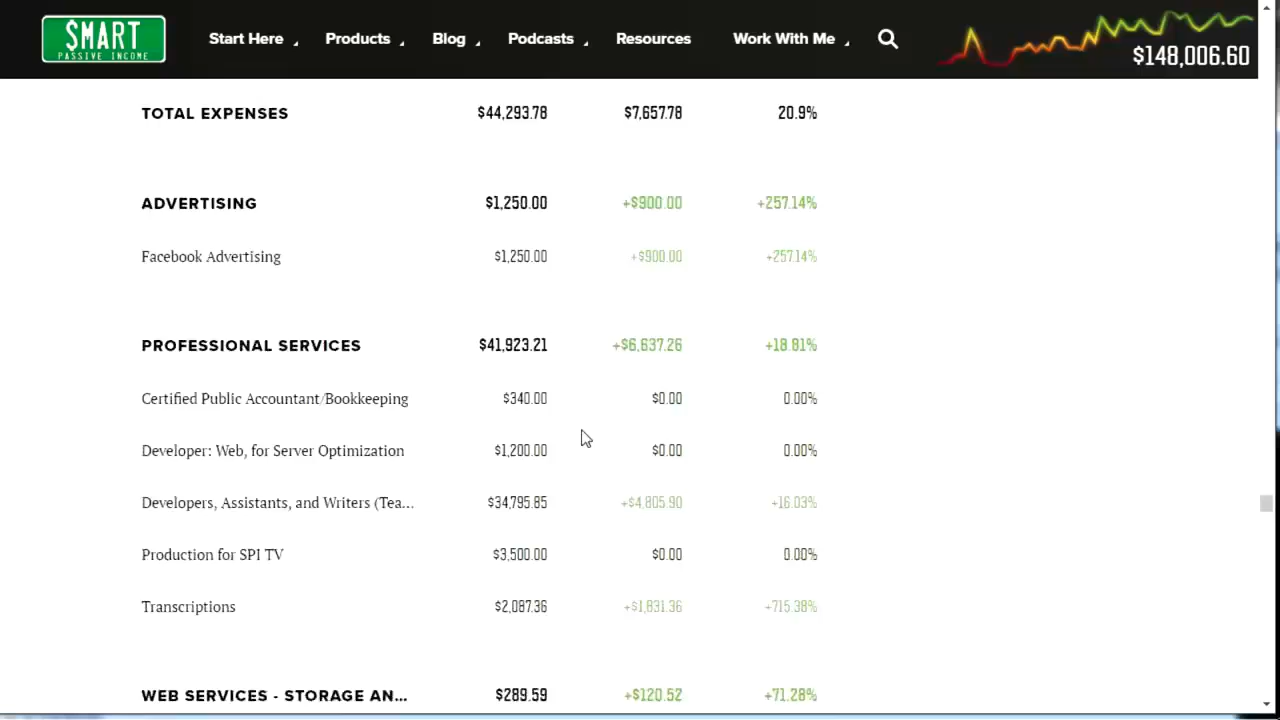 $MART
PASSIVE INCOME
Start Here Products Blog Podcasts Resources Work With Me
$148,006.60
TOTAL EXPENSES $44,293.78 $7,657.78 20.9%
ADVERTISING $1,250.00 +$900.00 +257.14%
Facebook Advertising $1,250.00 +$900.00 +257.14%
PROFESSIONAL SERVICES $41,923.21 +$6,637.26 +18.81%
Certified Public Accountant/Bookkeeping $340.00 $0.00 0.00%
Developer: Web, for Server Optimization $1,200.00 $0.00 0.00%
Developers, Assistants, and Writers (Tea... $34,795.85 +$4,805.90 +16.03%
Production for SPI TV $3,500.00 $0.00 0.00%
Transcriptions $2,087.36 +$1,831.36 +715.38%
WEB SERVICES - STORAGE AN... $289.59 +$120.52 +71.28%